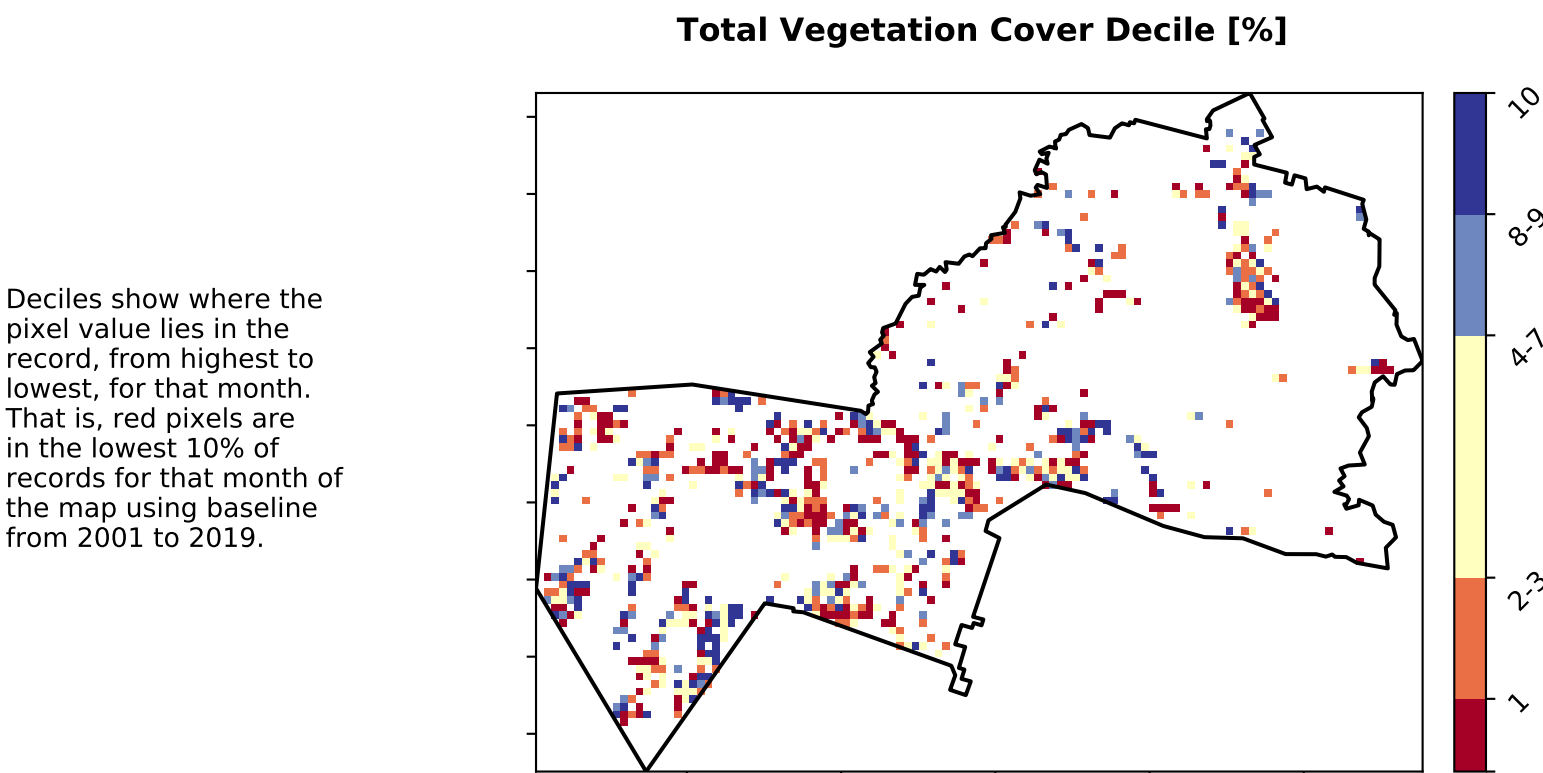 Total Vegetation Cover Decile [%]
Deciles show where the
pixel value lies in the
record, from highest to
lowest, for that month.
That is, red pixels are
in the lowest 10% of
records for that month of
the map using baseline
from 2001 to 2019.
10
8-9
4-7
2-3
1